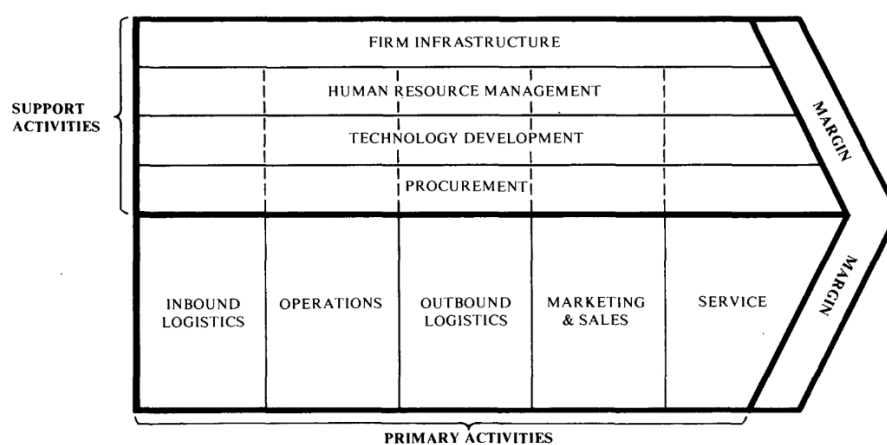 FIRM INFRASTRUCTURE
HUMAN RESOURCE MANAGEMENT
SUPPORT
ACTIVITIES
TECHNOLOGY DEVELOPMENT
PROCUREMENT
MARGIN
INBOUND
LOGISTICS
OPERATIONS
OUTBOUND
LOGISTICS
MARKETING
& SALES
SERVICE
MARGIN
PRIMARY ACTIVITIES